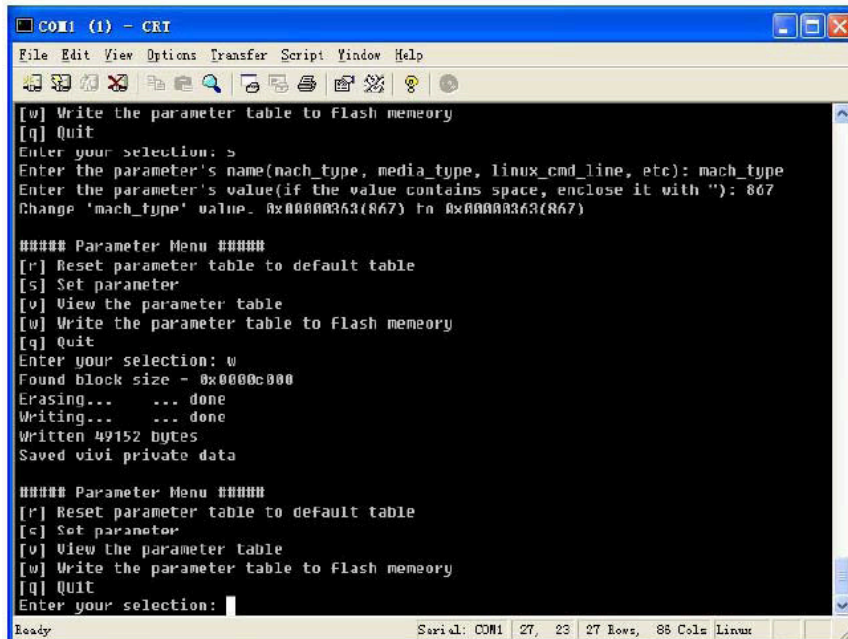 COM1 (1) - CRT
File Edit View Options Transfer Script Window Help
[w] Write the parameter table to flash memeory
[q] Quit
Enter your selection: s
Enter the parameter's name(mach_type, media_type, linux_cmd_line, etc): mach_type
Enter the parameter's value(if the value contains space, enclose it with "): 867
Change 'mach_type' value. 0x00000363(867) to 0x00000363(867)
##### Parameter Menu #####
[r] Reset parameter table to default table
[s] Set parameter
[v] View the parameter table
[w] Write the parameter table to flash memeory
[q] Quit
Enter your selection: w
Found block size = 0x0000c000
Erasing... ... done
Writing... ... done
Written 49152 bytes
Saved vivi private data
##### Parameter Menu #####
[r] Reset parameter table to default table
[s] Set parameter
[v] View the parameter table
[w] Write the parameter table to flash memeory
[q] Quit
Enter your selection:
Ready Serial: COM1 27, 23 27 Rows, 86 Cols Linux